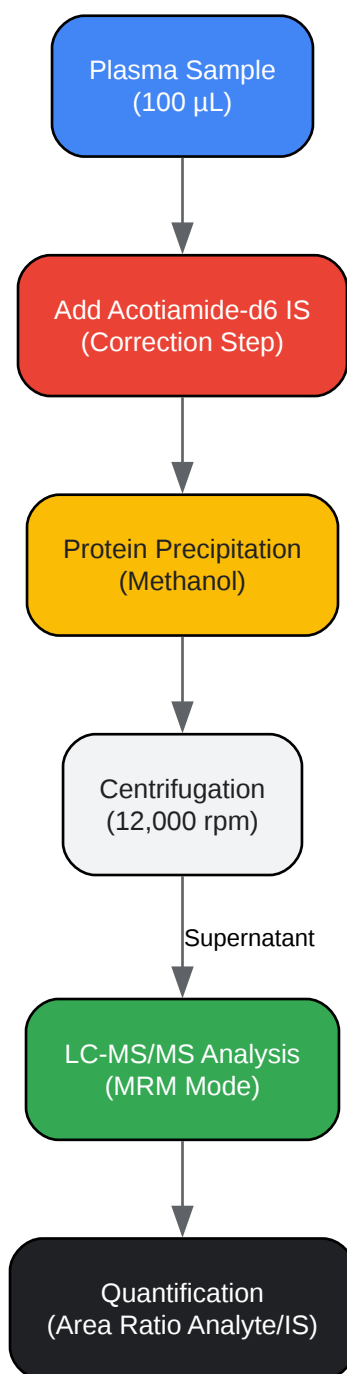 Plasma Sample
(100 µL)
Add Acotiamide-d6 IS
(Correction Step)
Protein Precipitation
(Methanol)
Centrifugation
(12,000 rpm)
Supernatant
LC-MS/MS Analysis
(MRM Mode)
Quantification
(Area Ratio Analyte/IS)